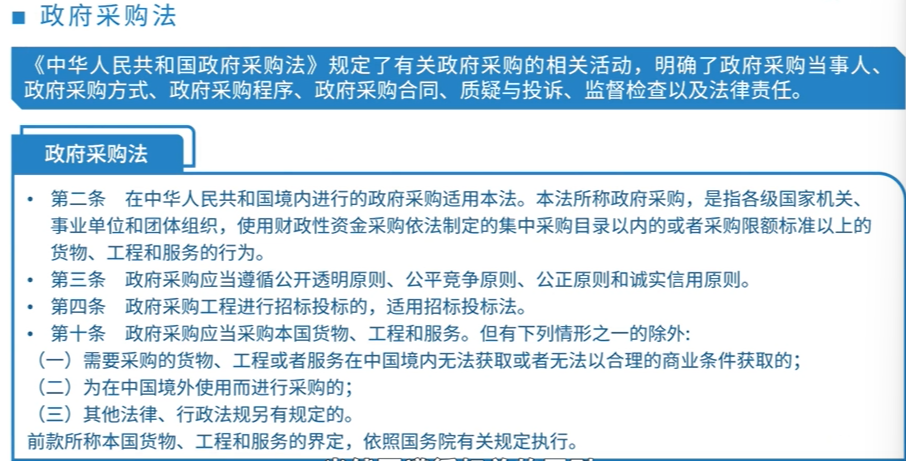 ■ 政府采购法
《中华人民共和国政府采购法》规定了有关政府采购的相关活动，明确了政府采购当事人、
政府采购方式、政府采购程序、政府采购合同、质疑与投诉、监督检查以及法律责任。
政府采购法
• 第二条 在中华人民共和国境内进行的政府采购适用本法。本法所称政府采购，是指各级国家机关、
事业单位和团体组织，使用财政性资金采购依法制定的集中采购目录以内的或者采购限额标准以上的
货物、工程和服务的行为。
• 第三条 政府采购应当遵循公开透明原则、公平竞争原则、公正原则和诚实信用原则。
• 第四条 政府采购工程进行招标投标的，适用招标投标法。
• 第十条 政府采购应当采购本国货物、工程和服务。但有下列情形之一的除外:
（一）需要采购的货物、工程或者服务在中国境内无法获取或者无法以合理的商业条件获取的；
（二）为在中国境外使用而进行采购的；
（三）其他法律、行政法规另有规定的。
前款所称本国货物、工程和服务的界定，依照国务院有关规定执行。